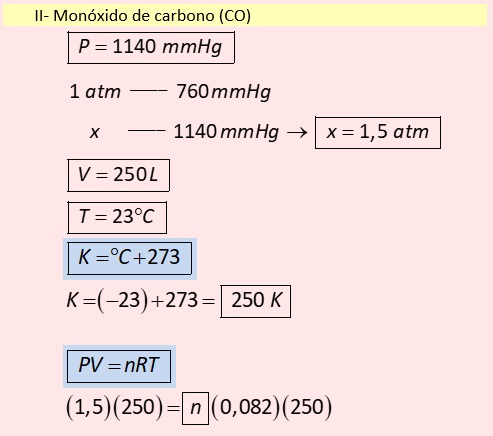 II- Monóxido de carbono (CO)
P = 1140 mmHg
1 atm —— 760 mmHg
x —— 1140 mmHg → x = 1,5 atm
V = 250 L
T = 23°C
K = °C+273
K = (−23)+273 = 250 K
PV = nRT
(1,5)(250) = n (0,082)(250)